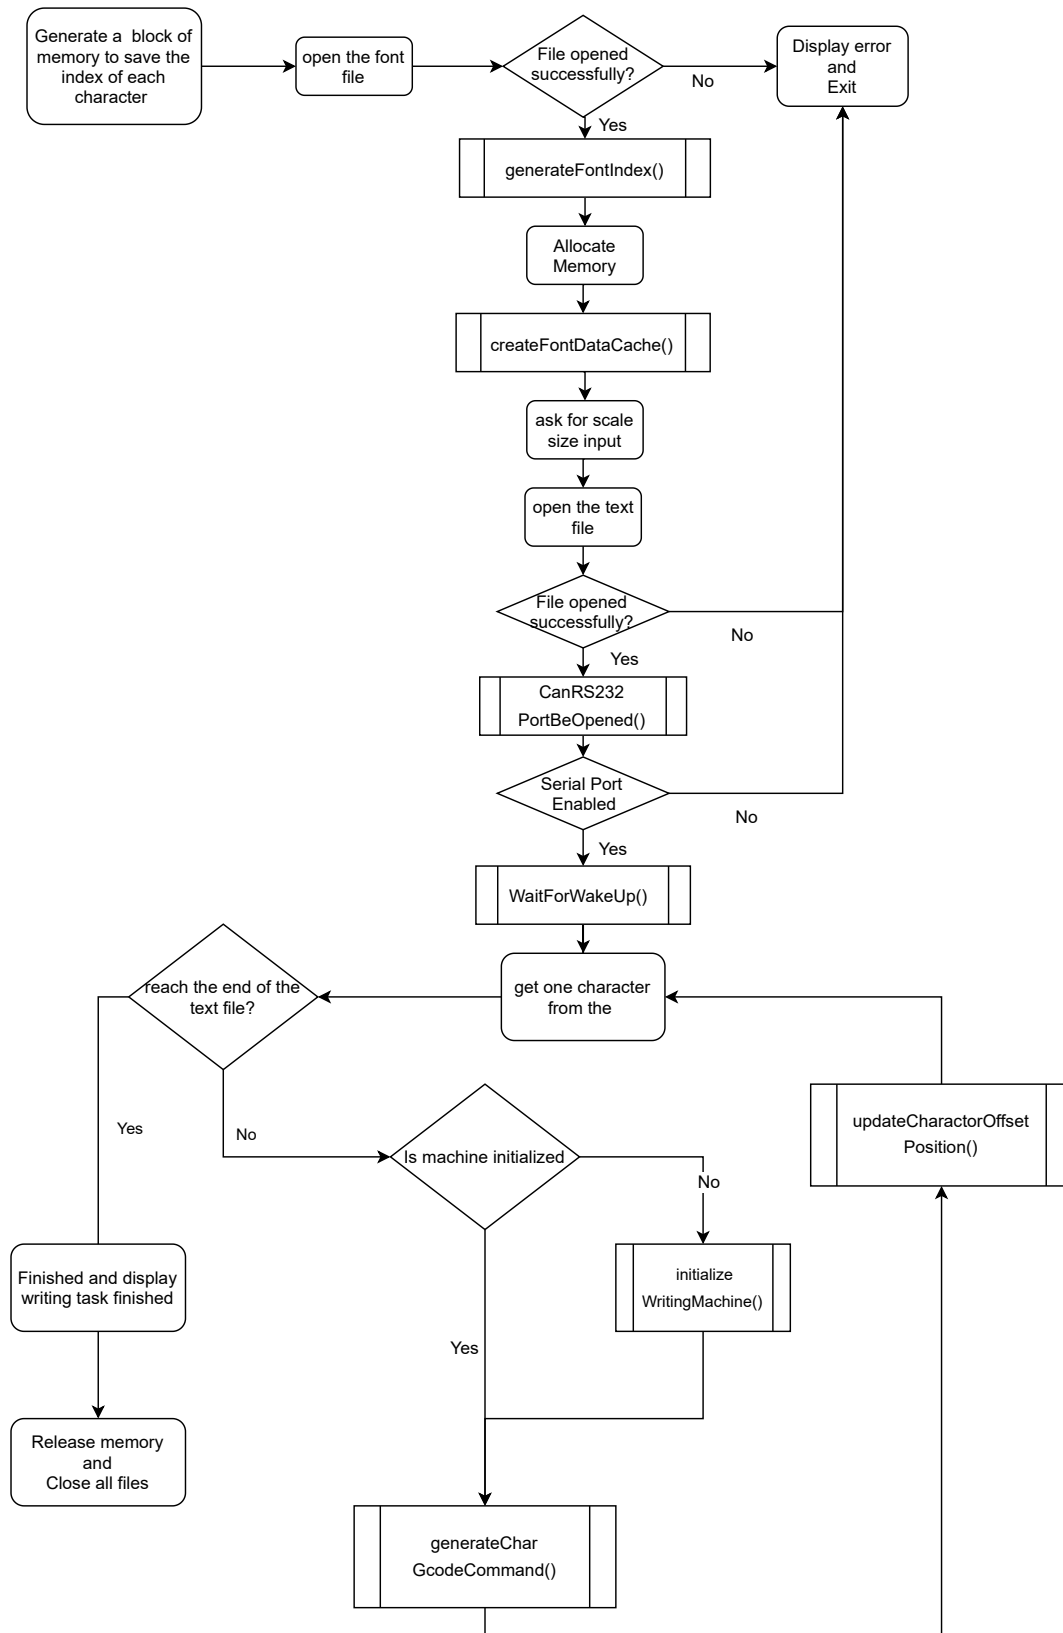 Generate a block of
memory to save the
index of each
character
open the font
file
File opened
successfully?
No
Display error
and
Exit
Yes
generateFontIndex()
Allocate
Memory
createFontDataCache()
ask for scale
size input
open the text
file
File opened
successfully?
No
Yes
CanRS232
PortBeOpened()
Serial Port
Enabled
No
Yes
WaitForWakeUp()
get one character
from the
reach the end of the
text file?
Yes
No
Is machine initialized
No
updateCharactorOffset
Position()
Finished and display
writing task finished
initialize
WritingMachine()
Yes
Release memory
and
Close all files
generateChar
GcodeCommand()